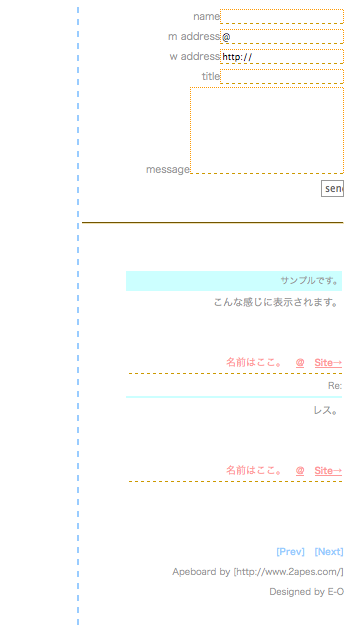 name
m address @
w address http://
title
message
send
サンプルです。
こんな感じに表示されます。
名前はここ。 @ Site→
Re:
レス。
名前はここ。 @ Site→
[Prev] [Next]
Apeboard by [http://www.2apes.com/]
Designed by E-O